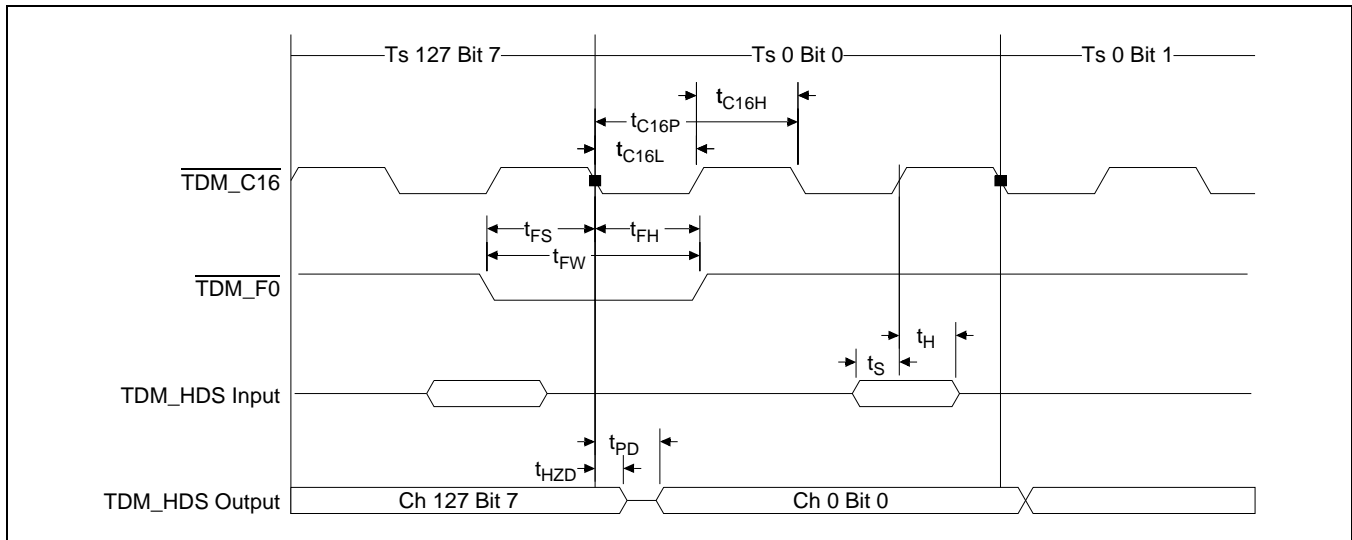 Ts 127 Bit 7 Ts 0 Bit 0 Ts 0 Bit 1
tC16H
tC16P
tC16L
TDM_C16
tFS tFH
tFW
TDM_F0
tH
tS
TDM_HDS Input
tPD
tHZD
TDM_HDS Output Ch 127 Bit 7 Ch 0 Bit 0